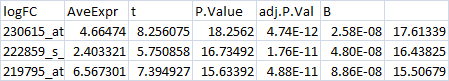 logFC AveExpr t P.Value adj.P.Val B
230615_at 4.66474 8.256075 18.2562 4.74E-12 2.58E-08 17.61339
222859_s_ 2.403321 5.750858 16.73492 1.76E-11 4.80E-08 16.43825
219795_at 6.567301 7.394927 15.63392 4.88E-11 8.86E-08 15.50679